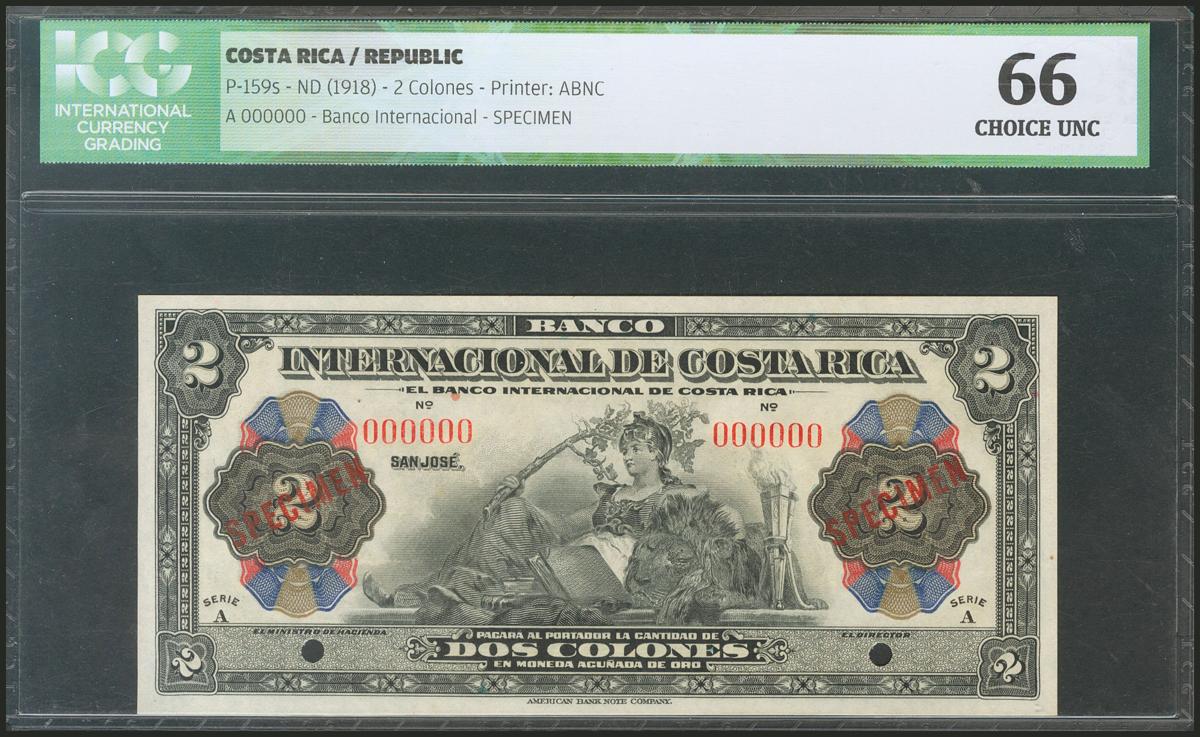 ICG
INTERNATIONAL
CURRENCY
GRADING
COSTA RICA / REPUBLIC
P-159s - ND (1918) - 2 Colones - Printer: ABNC
A 000000 - Banco Internacional - SPECIMEN
66
CHOICE UNC
BANCO
2 INTERNACIONAL DE COSTA RICA 2
EL BANCO INTERNACIONAL DE COSTA RICA
Nº Nº
000000 000000
SAN JOSÉ,
2 2
SPECIMEN SPECIMEN
SERIE SERIE
A A
EL MINISTRO DE HACIENDA PAGARÁ AL PORTADOR LA CANTIDAD DE EL DIRECTOR
2 DOS COLONES 2
EN MONEDA ACUÑADA DE ORO
AMERICAN BANK NOTE COMPANY.